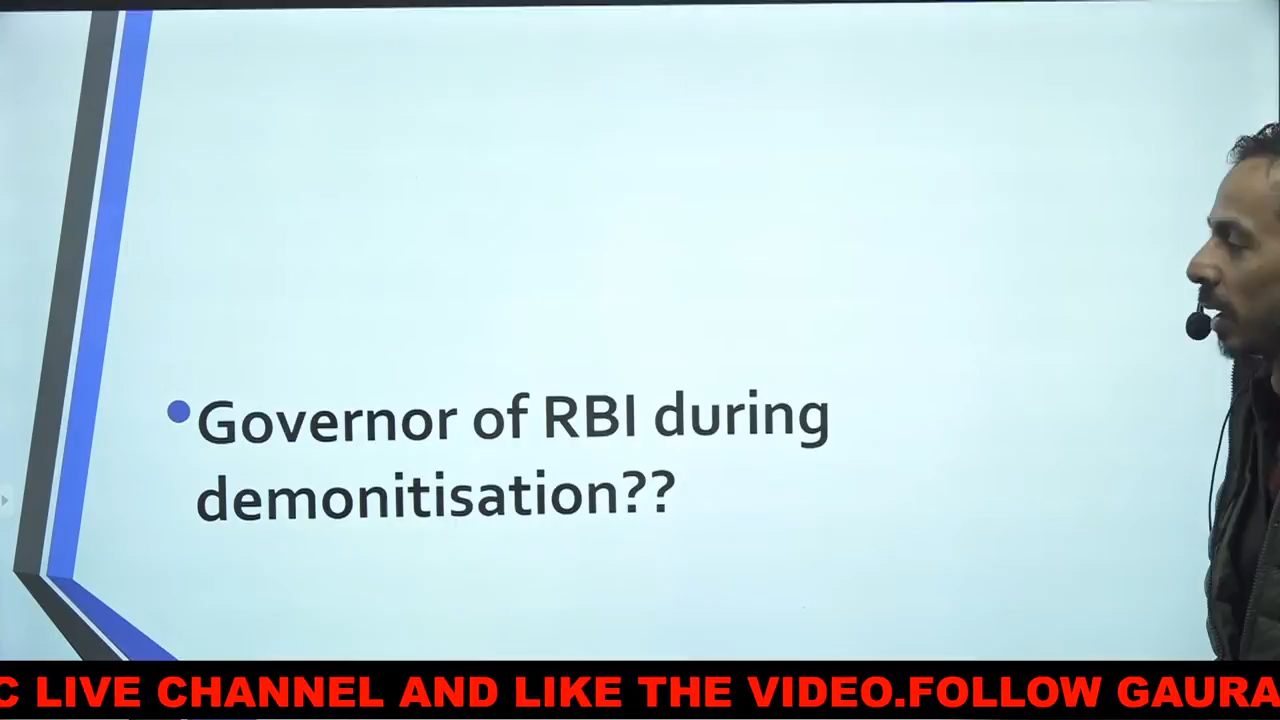 Governor of RBI during
demonitisation??
C LIVE CHANNEL AND LIKE THE VIDEO.FOLLOW GAURA